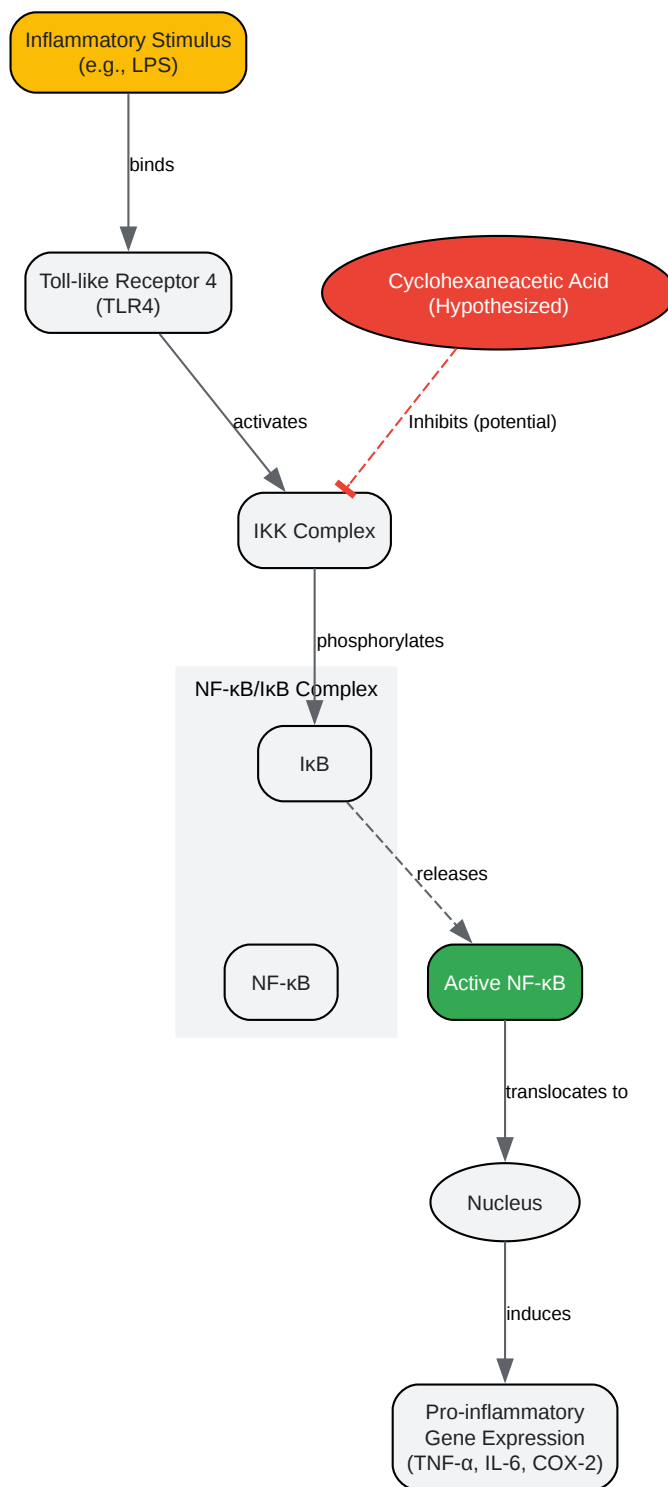 Inflammatory Stimulus
(e.g., LPS)
binds
Toll-like Receptor 4
(TLR4)
Cyclohexaneacetic Acid
(Hypothesized)
activates
Inhibits (potential)
IKK Complex
phosphorylates
NF-κB/IκB Complex
IκB
releases
NF-κB
Active NF-κB
translocates to
Nucleus
induces
Pro-inflammatory
Gene Expression
(TNF-α, IL-6, COX-2)